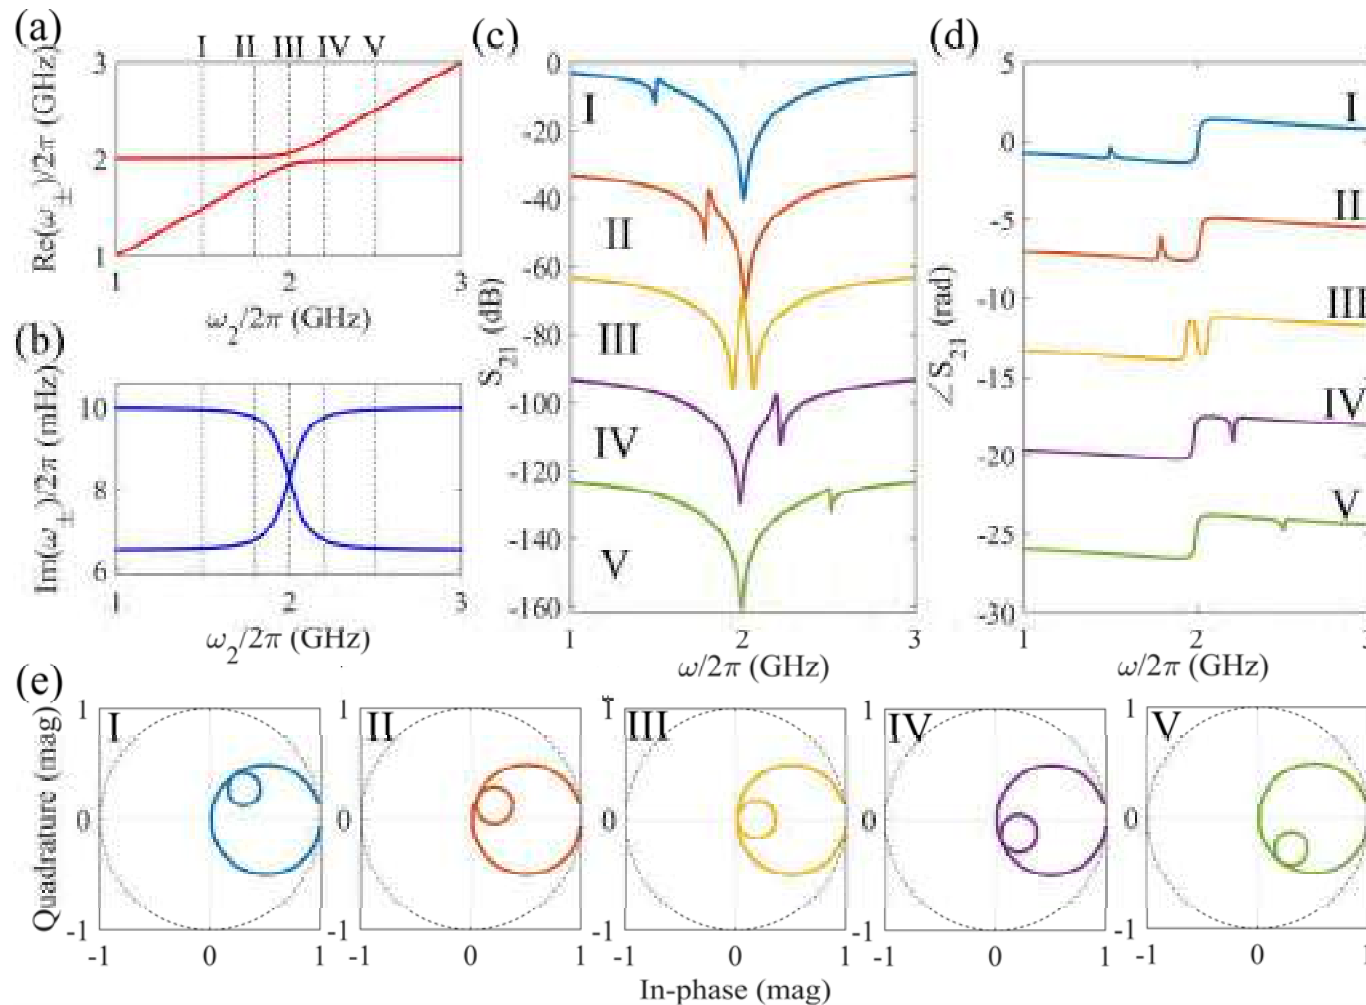 (a)
I II III IV V
Re(ω±)/2π (GHz)
3
2
1
1 2 3
ω2/2π (GHz)
(b)
Im(ω±)/2π (mHz)
10
8
6
1 2 3
ω2/2π (GHz)
(c)
S21 (dB)
0
-20
-40
-60
-80
-100
-120
-140
-160
I
II
III
IV
V
1 2 3
ω/2π (GHz)
(d)
∠S21 (rad)
5
0
-5
-10
-15
-20
-25
-30
I
II
III
IV
V
1 2 3
ω/2π (GHz)
(e)
Quadrature (mag)
I II III IV V
1 1 1 1
0 0 0 0 0
-1 -1 -1 -1 -1
-1 0 1 -1 0 1 -1 0 1 -1 0 1 -1 0 1
In-phase (mag)